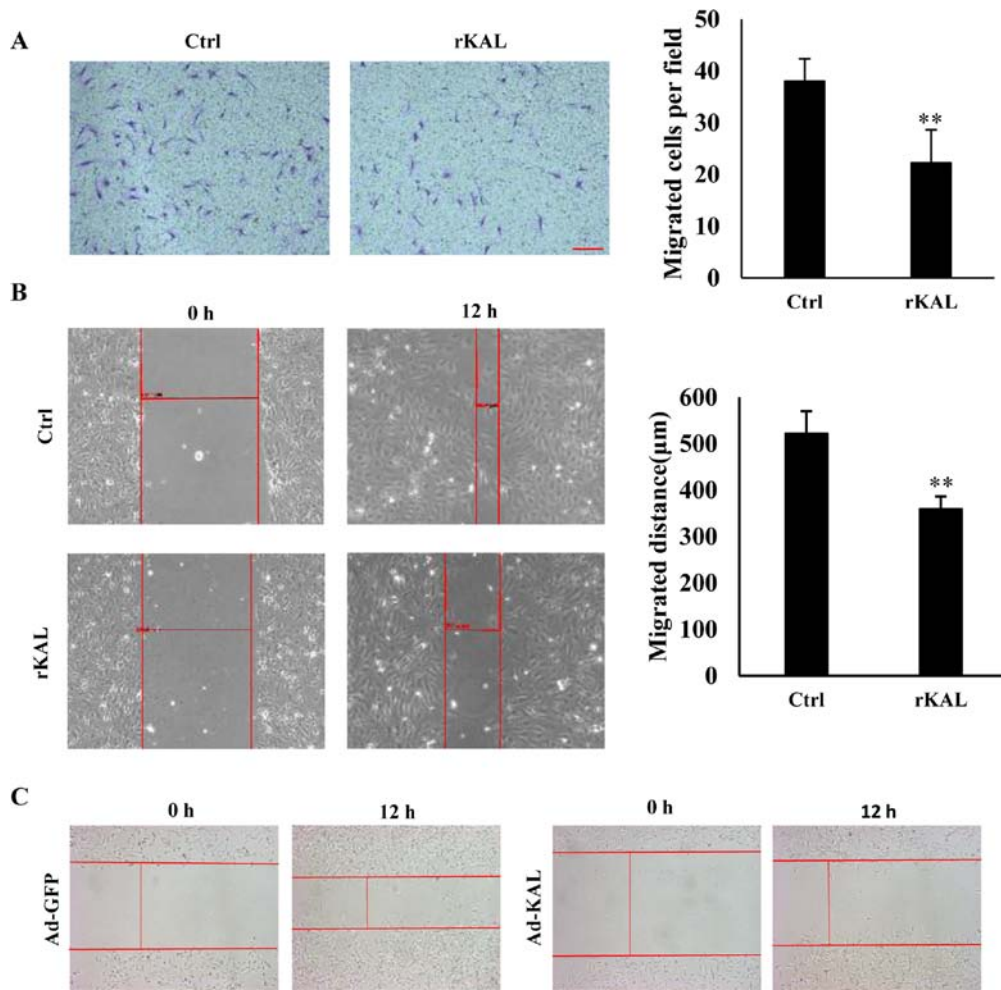 A
Ctrl
rKAL
Migrated cells per field
50
40
30
20
10
0
**
Ctrl
rKAL
B
0 h
12 h
Ctrl
rKAL
Migrated distance(μm)
600
500
400
300
200
100
0
**
Ctrl
rKAL
C
0 h
12 h
0 h
12 h
Ad-GFP
Ad-KAL